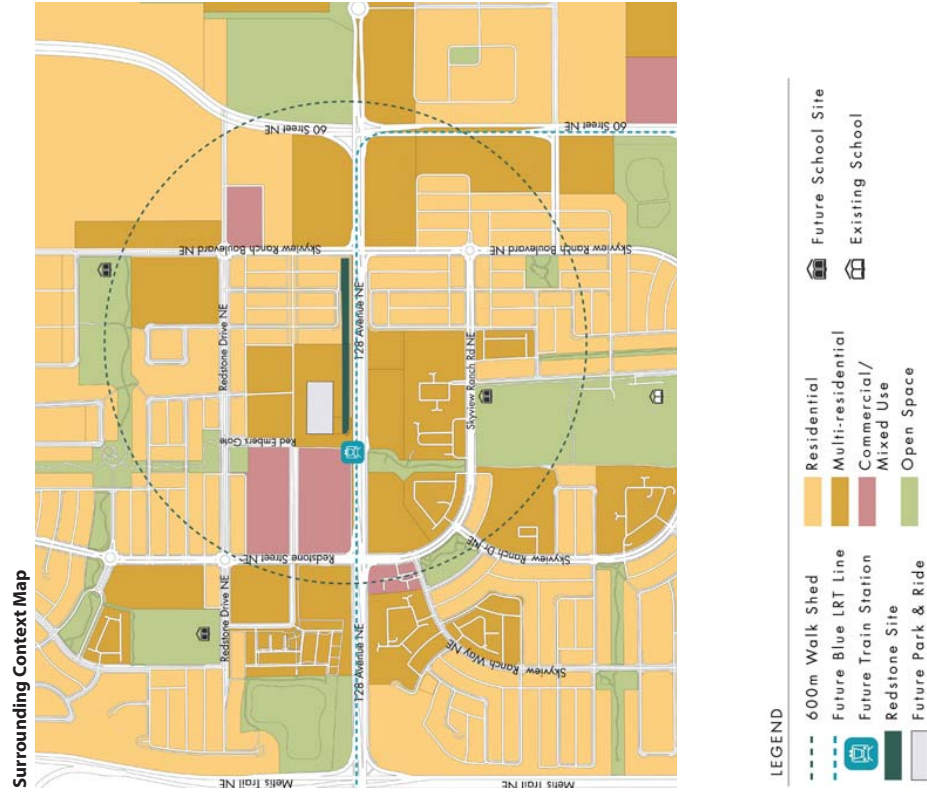 Surrounding Context Map
60 Street NE
60 Street NE
Skyview Ranch Boulevard NE
Skyview Ranch Boulevard NE
Redstone Drive NE
128 Avenue NE
Skyview Ranch Rd NE
Red Embers Gate
Redstone Street NE
Skyview Ranch Dr NE
Redstone Drive NE
128 Avenue NE
Skyview Ranch Way NE
Metis Trail NE
Metis Trail NE
LEGEND
600m Walk Shed
Future Blue LRT Line
Future Train Station
Redstone Site
Future Park & Ride
Residential
Multi-residential
Commercial/
Mixed Use
Open Space
Future School Site
Existing School